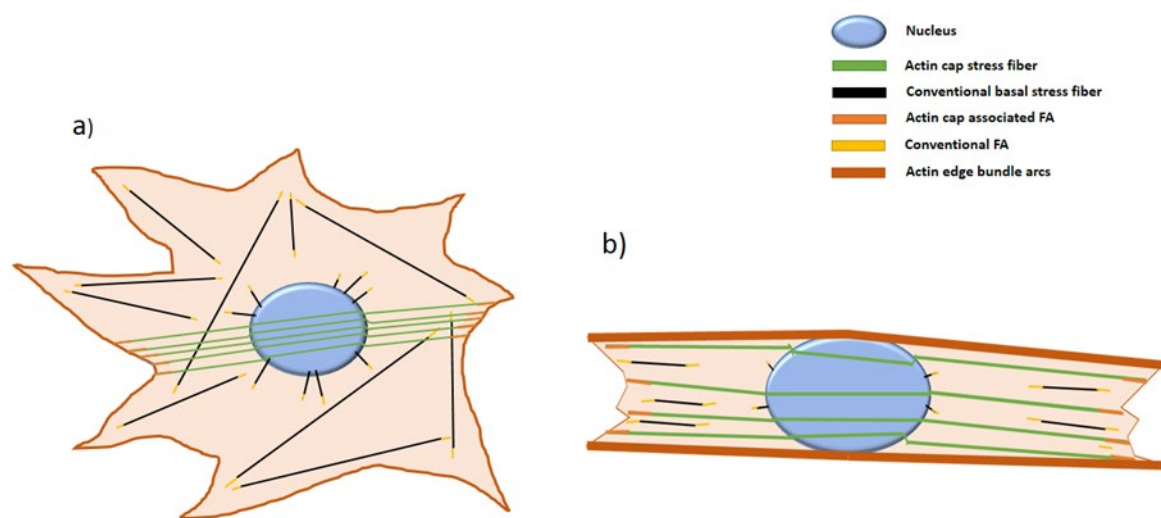 Nucleus
Actin cap stress fiber
Conventional basal stress fiber
Actin cap associated FA
Conventional FA
Actin edge bundle arcs
a)
b)